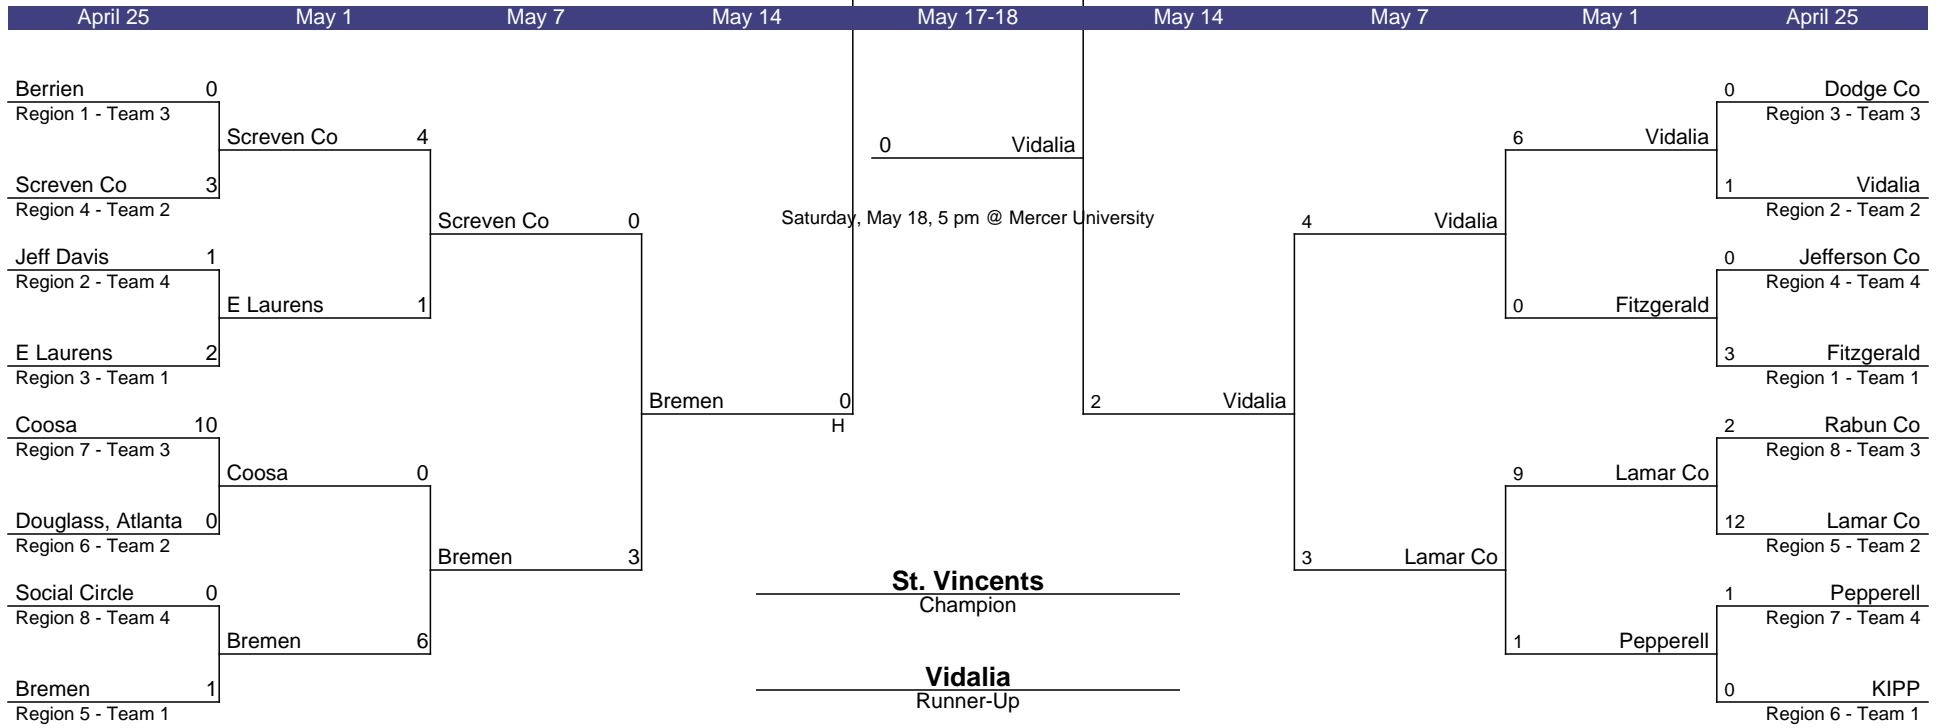 April 25 May 1 May 7 May 14 May 17-18 May 14 May 7 May 1 April 25
Berrien 0
Region 1 - Team 3
Screven Co 4
Screven Co 3
Region 4 - Team 2
Screven Co 0
Jeff Davis 1
Region 2 - Team 4
E Laurens 1
E Laurens 2
Region 3 - Team 1
Bremen 0
H
Coosa 10
Region 7 - Team 3
Coosa 0
Douglass, Atlanta 0
Region 6 - Team 2
Bremen 3
Social Circle 0
Region 8 - Team 4
Bremen 6
Bremen 1
Region 5 - Team 1
0 Vidalia
Saturday, May 18, 5 pm @ Mercer University
St. Vincents
Champion
Vidalia
Runner-Up
0 Dodge Co
Region 3 - Team 3
6 Vidalia
1 Vidalia
Region 2 - Team 2
4 Vidalia
0 Jefferson Co
Region 4 - Team 4
0 Fitzgerald
3 Fitzgerald
Region 1 - Team 1
2 Vidalia
2 Rabun Co
Region 8 - Team 3
9 Lamar Co
12 Lamar Co
Region 5 - Team 2
3 Lamar Co
1 Pepperell
Region 7 - Team 4
1 Pepperell
0 KIPP
Region 6 - Team 1